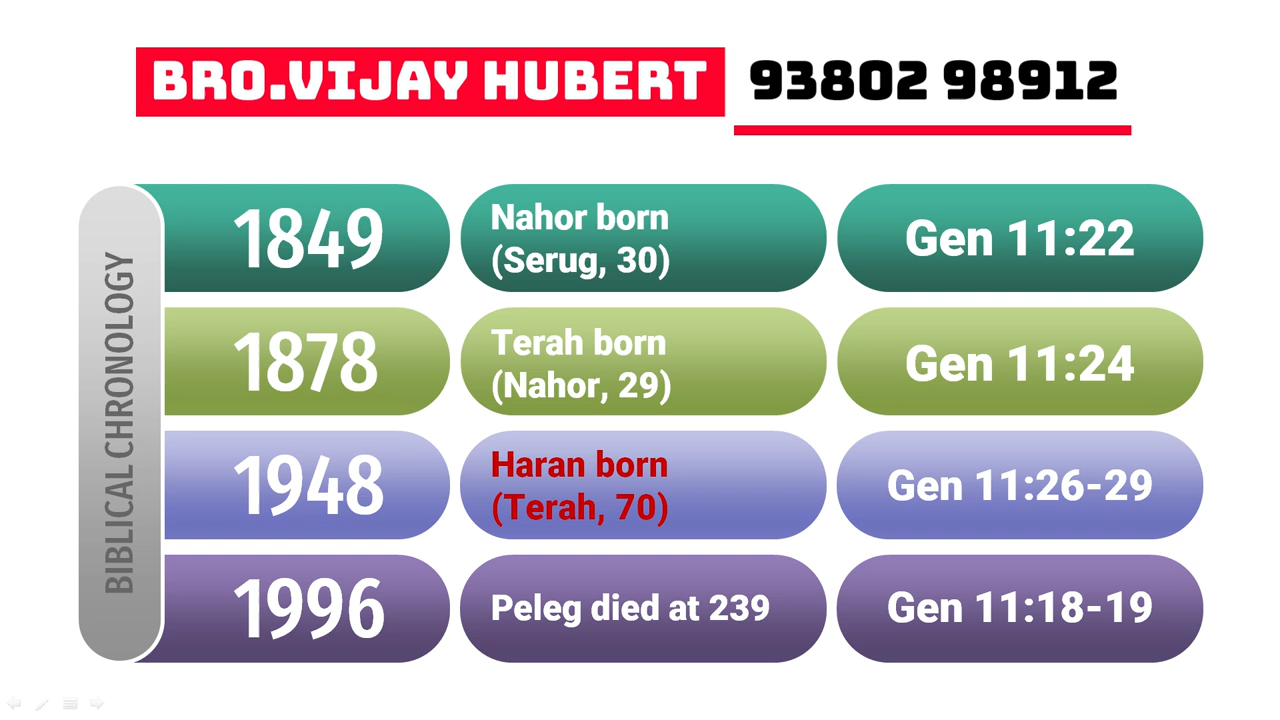 BRO.VIJAY HUBERT 93802 98912
BIBLICAL CHRONOLOGY
1849
Nahor born
(Serug, 30)
Gen 11:22
1878
Terah born
(Nahor, 29)
Gen 11:24
1948
Haran born
(Terah, 70)
Gen 11:26-29
1996
Peleg died at 239
Gen 11:18-19